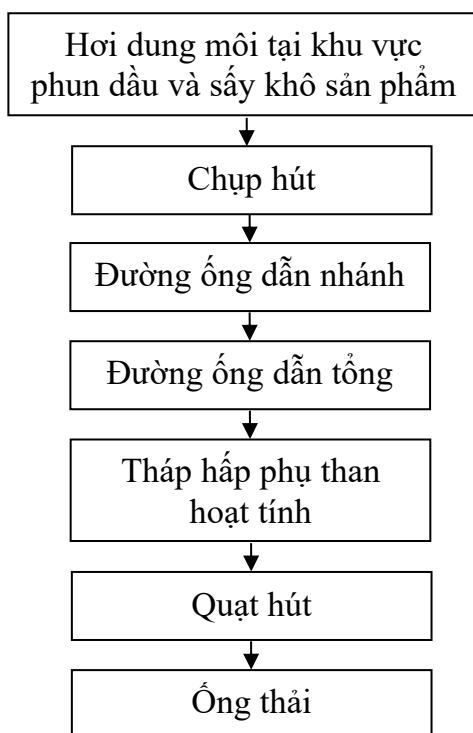 Hơi dung môi tại khu vực
phun dầu và sấy khô sản phẩm
Chụp hút
Đường ống dẫn nhánh
Đường ống dẫn tổng
Tháp hấp phụ than
hoạt tính
Quạt hút
Ống thải